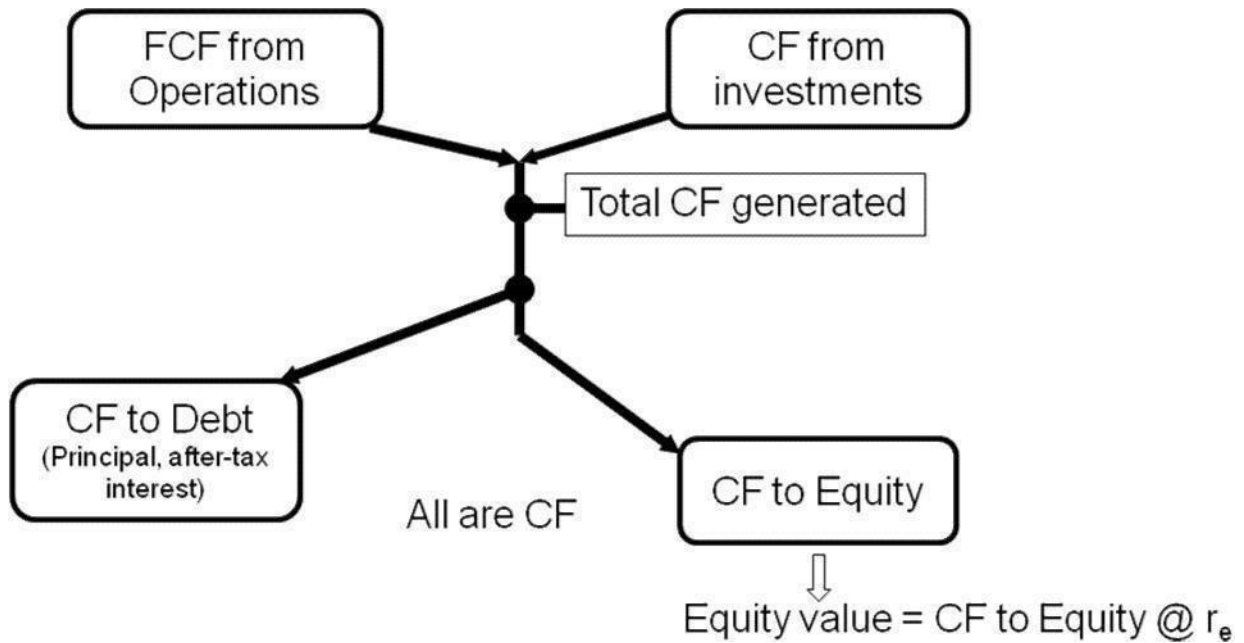 FCF from
Operations
CF from
investments
Total CF generated
CF to Debt
(Principal, after-tax
interest)
All are CF
CF to Equity
Equity value = CF to Equity @ rₑ